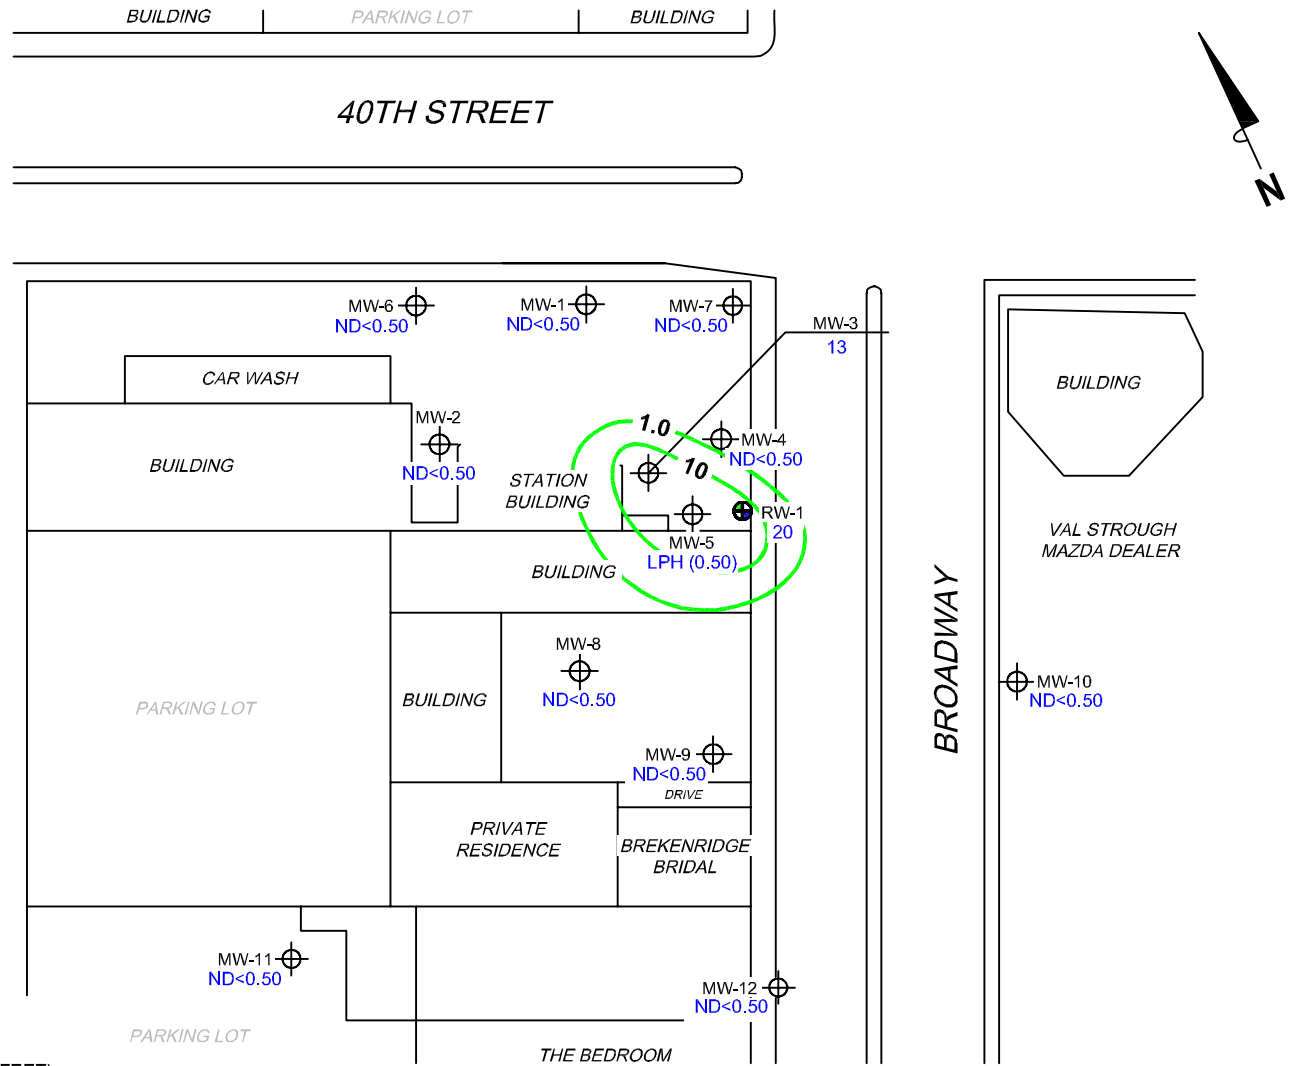 BUILDING
PARKING LOT
BUILDING
40TH STREET
N
MW-6
ND<0.50
MW-1
ND<0.50
MW-7
ND<0.50
MW-3
13
CAR WASH
BUILDING
MW-2
ND<0.50
BUILDING
STATION
BUILDING
1.0
10
MW-4
ND<0.50
RW-1
20
MW-5
LPH (0.50)
BUILDING
VAL STROUGH
MAZDA DEALER
BROADWAY
MW-8
ND<0.50
BUILDING
PARKING LOT
MW-10
ND<0.50
MW-9
ND<0.50
DRIVE
PRIVATE
RESIDENCE
BREKENRIDGE
BRIDAL
MW-11
ND<0.50
MW-12
ND<0.50
PARKING LOT
THE BEDROOM